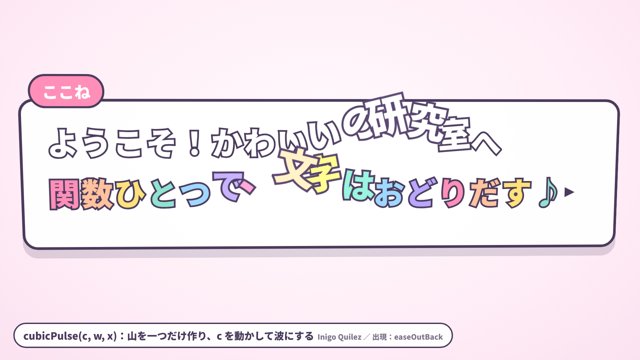 ここね
ようこそ！かわいいの研究室へ
関数ひとつで、文字はおどりだす♪▶
cubicPulse(c, w, x)：山を一つだけ作り、c を動かして波にする Inigo Quilez ／ 出現：easeOutBack